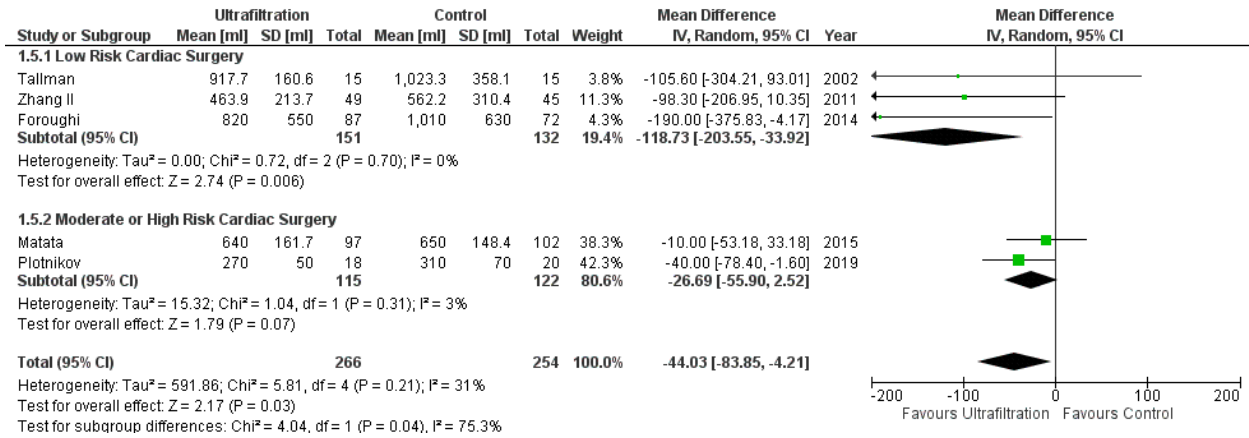 Ultrafiltration Control Mean Difference Mean Difference
Study or Subgroup Mean [ml] SD [ml] Total Mean [ml] SD [ml] Total Weight IV, Random, 95% CI Year IV, Random, 95% CI
1.5.1 Low Risk Cardiac Surgery
Tallman 917.7 160.6 15 1,023.3 358.1 15 3.8% -105.60 [-304.21, 93.01] 2002
Zhang II 463.9 213.7 49 562.2 310.4 45 11.3% -98.30 [-206.95, 10.35] 2011
Foroughi 820 550 87 1,010 630 72 4.3% -190.00 [-375.83, -4.17] 2014
Subtotal (95% CI) 151 132 19.4% -118.73 [-203.55, -33.92]
Heterogeneity: Tau² = 0.00; Chi² = 0.72, df = 2 (P = 0.70); I² = 0%
Test for overall effect: Z = 2.74 (P = 0.006)
1.5.2 Moderate or High Risk Cardiac Surgery
Matata 640 161.7 97 650 148.4 102 38.3% -10.00 [-53.18, 33.18] 2015
Plotnikov 270 50 18 310 70 20 42.3% -40.00 [-78.40, -1.60] 2019
Subtotal (95% CI) 115 122 80.6% -26.69 [-55.90, 2.52]
Heterogeneity: Tau² = 15.32; Chi² = 1.04, df = 1 (P = 0.31); I² = 3%
Test for overall effect: Z = 1.79 (P = 0.07)
Total (95% CI) 266 254 100.0% -44.03 [-83.85, -4.21]
Heterogeneity: Tau² = 591.86; Chi² = 5.81, df = 4 (P = 0.21); I² = 31%
Test for overall effect: Z = 2.17 (P = 0.03)
Test for subgroup differences: Chi² = 4.04, df = 1 (P = 0.04), I² = 75.3%
-200 -100 0 100 200
Favours Ultrafiltration Favours Control